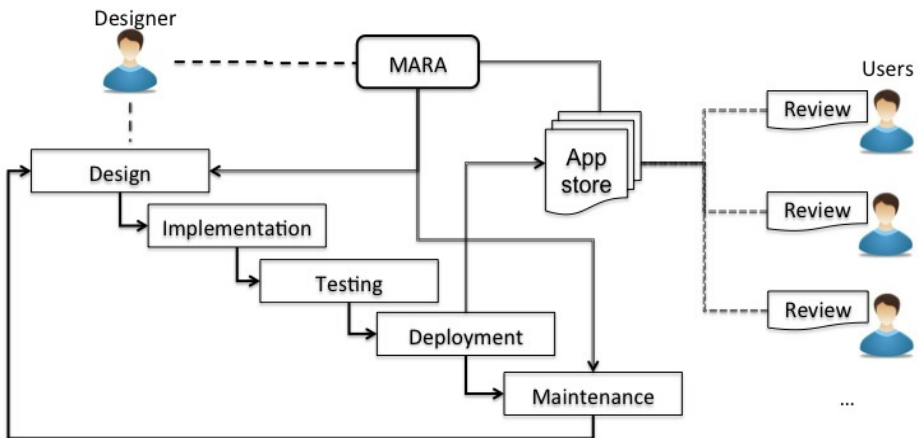 Designer
MARA
Users
Review
App
store
Design
Review
Implementation
Testing
Review
Deployment
Maintenance
...